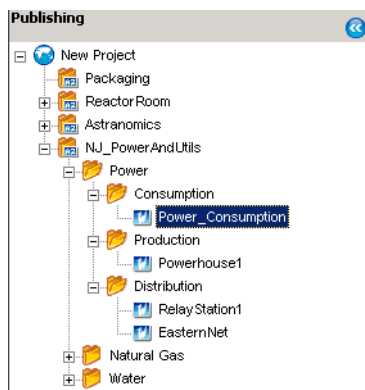 Publishing
New Project
Packaging
ReactorRoom
Astranomics
NJ_PowerAndUtils
Power
Consumption
Power_Consumption
Production
Powerhouse1
Distribution
RelayStation1
EasternNet
Natural Gas
Water